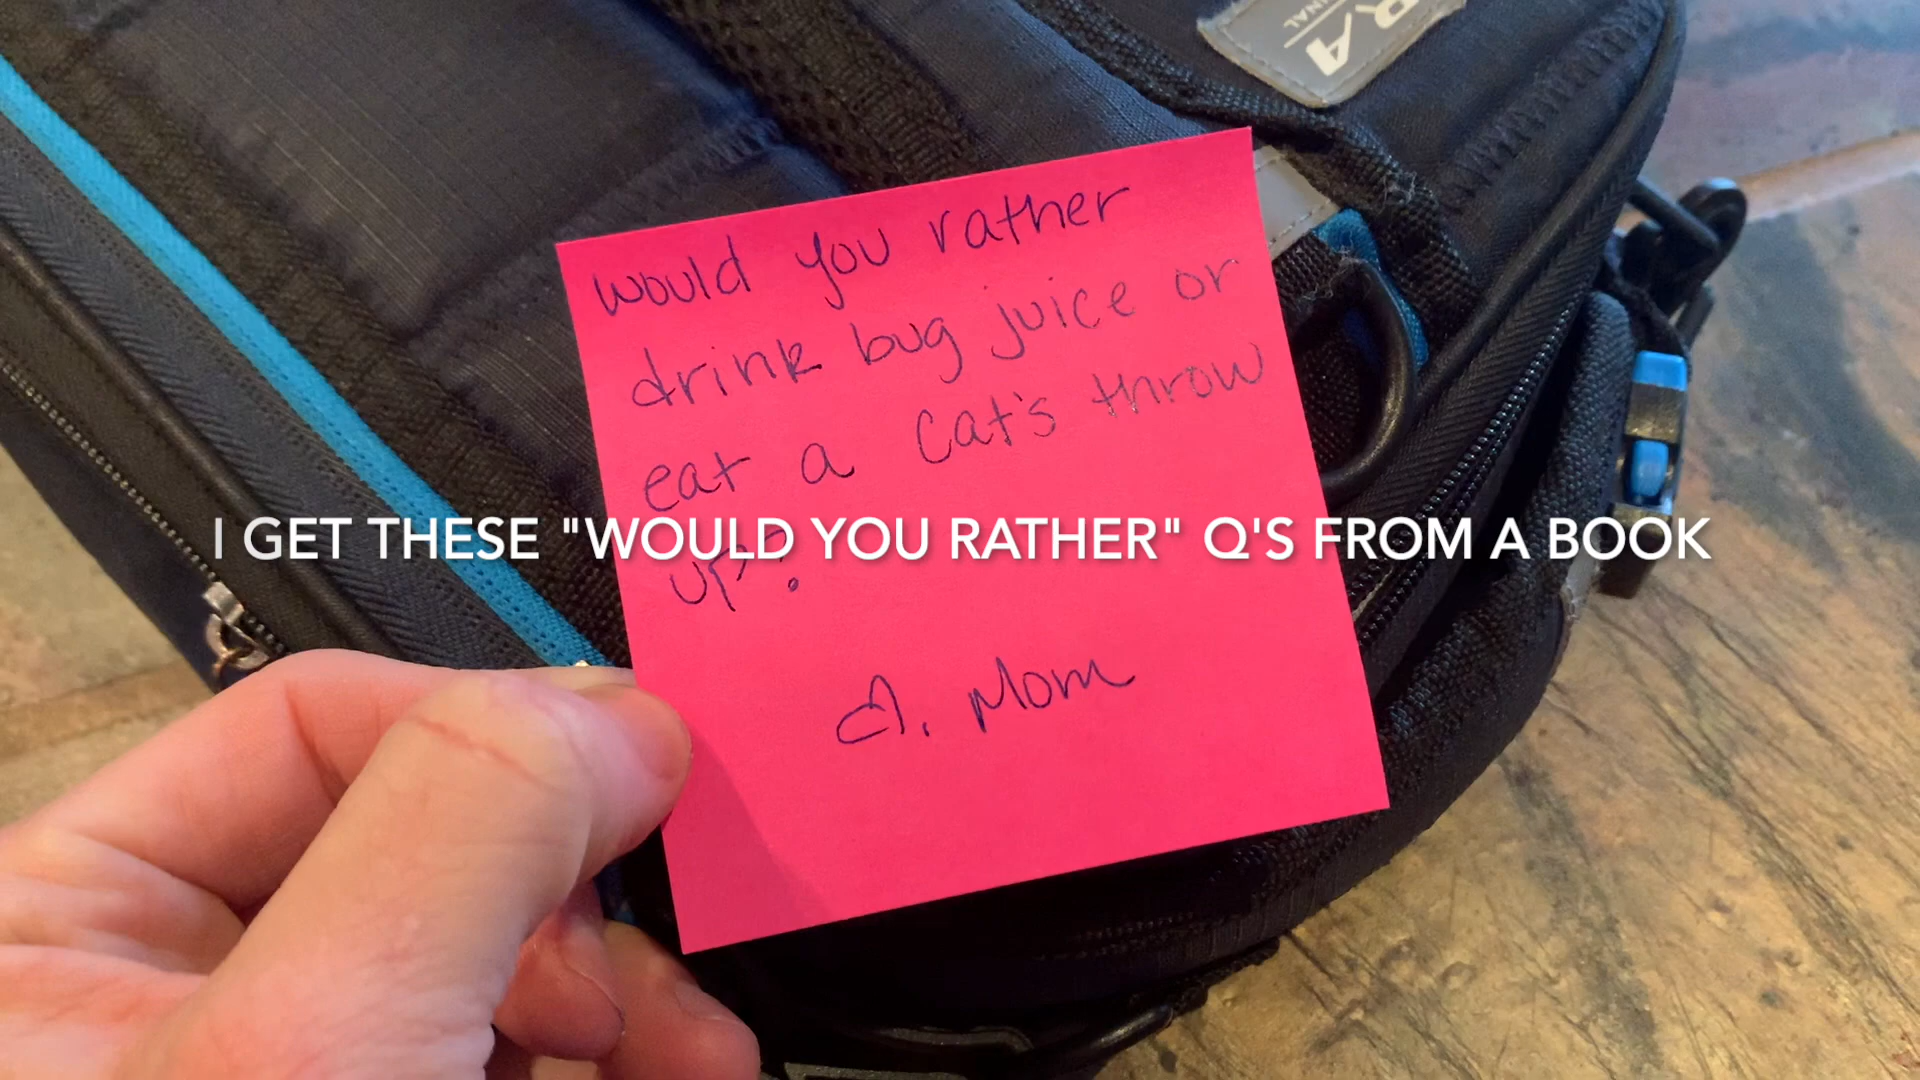 would you rather
drink bug juice or
eat a Cat's throw
up?
I GET THESE "WOULD YOU RATHER" Q'S FROM A BOOK
Mom